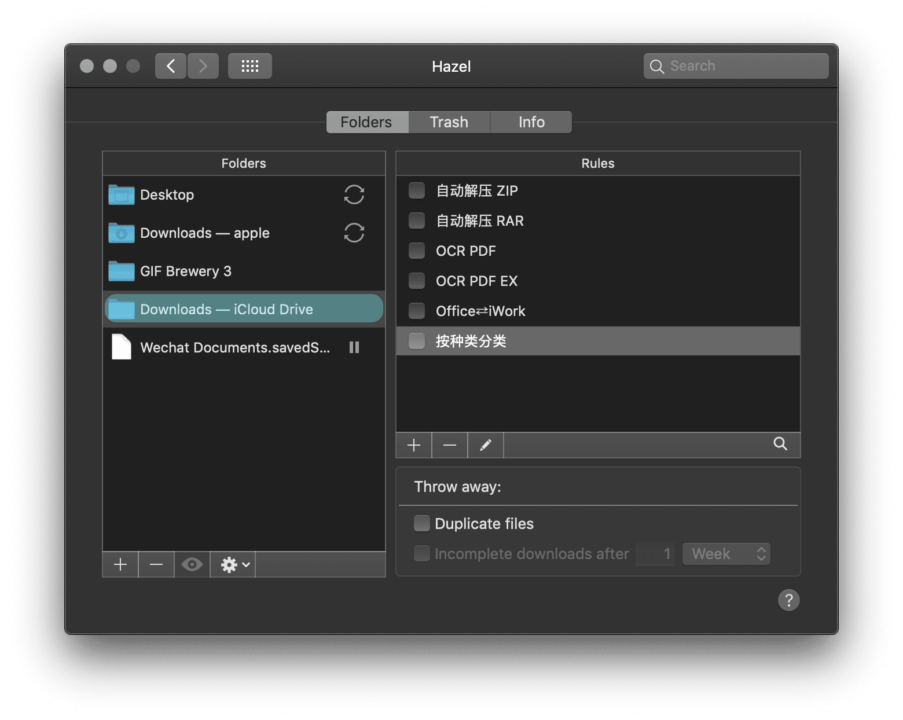 Hazel
Search
Folders
Trash
Info
Folders
Desktop
Downloads — apple
GIF Brewery 3
Downloads — iCloud Drive
Wechat Documents.savedS...
Rules
自动解压 ZIP
自动解压 RAR
OCR PDF
OCR PDF EX
Office⇄iWork
按种类分类
Throw away:
Duplicate files
Incomplete downloads after 1 Week
?